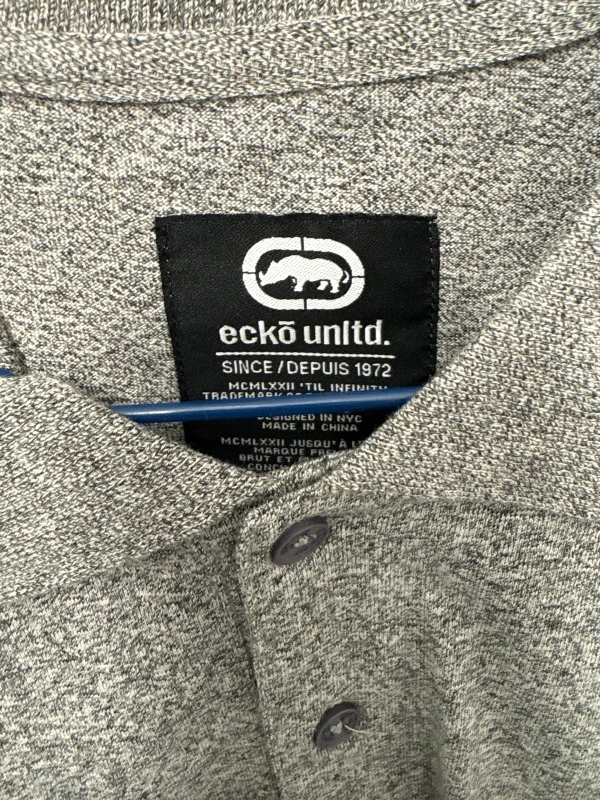 eckō unltd.
SINCE / DEPUIS 1972
MCMLXXII 'TIL INFINITY
DESIGNED IN NYC
MADE IN CHINA
MCMLXXII JUSQU'À
MARQUE
BRUT ET